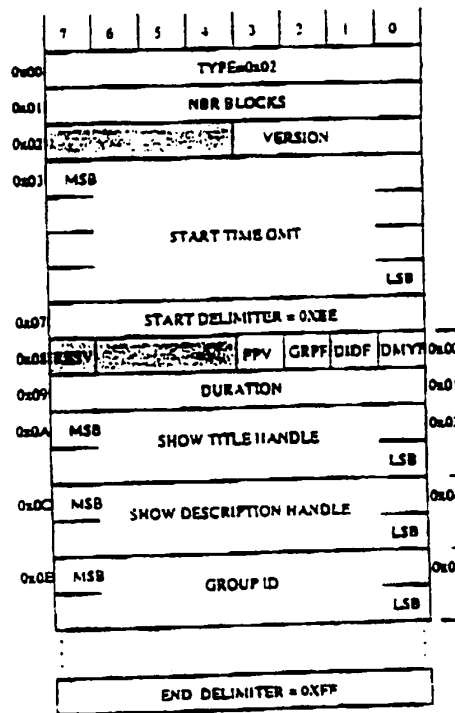 7 6 5 4 3 2 1 0
0x00 TYPE=0x02
0x01 NBR BLOCKS
0x02 VERSION
0x03 MSB
START TIME GMT
LSB
0x07 START DELIMITER = 0XEE
PPV GRPF DIDF DMYF
0x09 DURATION
0x0A MSB
SHOW TITLE HANDLE
LSB
0x0C MSB
SHOW DESCRIPTION HANDLE
LSB
0x0E MSB
GROUP ID
LSB
END DELIMITER = 0XFF